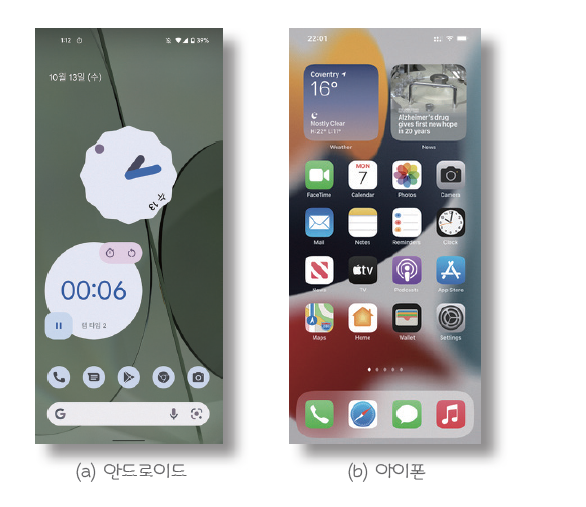 1:12
39%
10월 13일 (수)
수 13
00:06
랩 타임 2
G
(a) 안드로이드
22:01
Coventry
16°
Mostly Clear
H:22° L:11°
Weather
Alzheimer's drug
gives first new hope
in 20 years
News
MON
7
FaceTime
Calendar
Photos
Camera
Mail
Notes
Reminders
Clock
News
tv
TV
Podcasts
App Store
Maps
Home
Wallet
Settings
(b) 아이폰